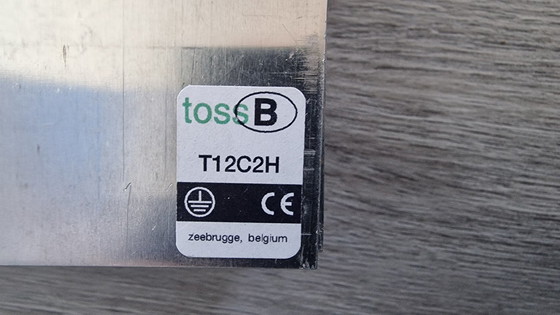 tossB
T12C2H
CE
zeebrugge, belgium